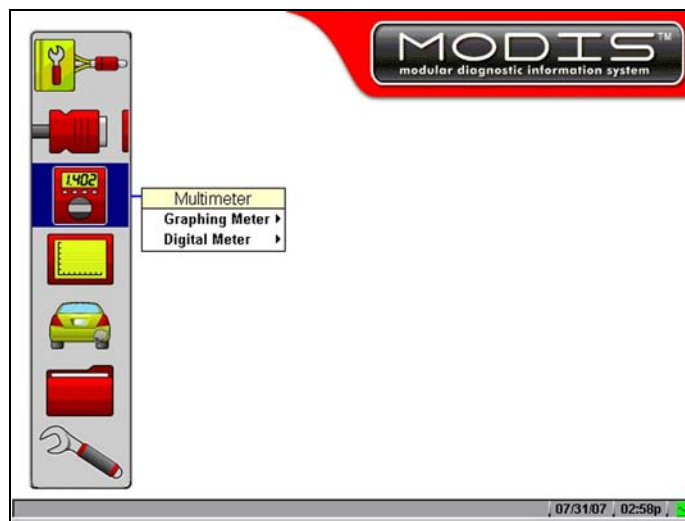 MODIS™
modular diagnostic information system
1.402
Multimeter
Graphing Meter
Digital Meter
07/31/07 02:58p